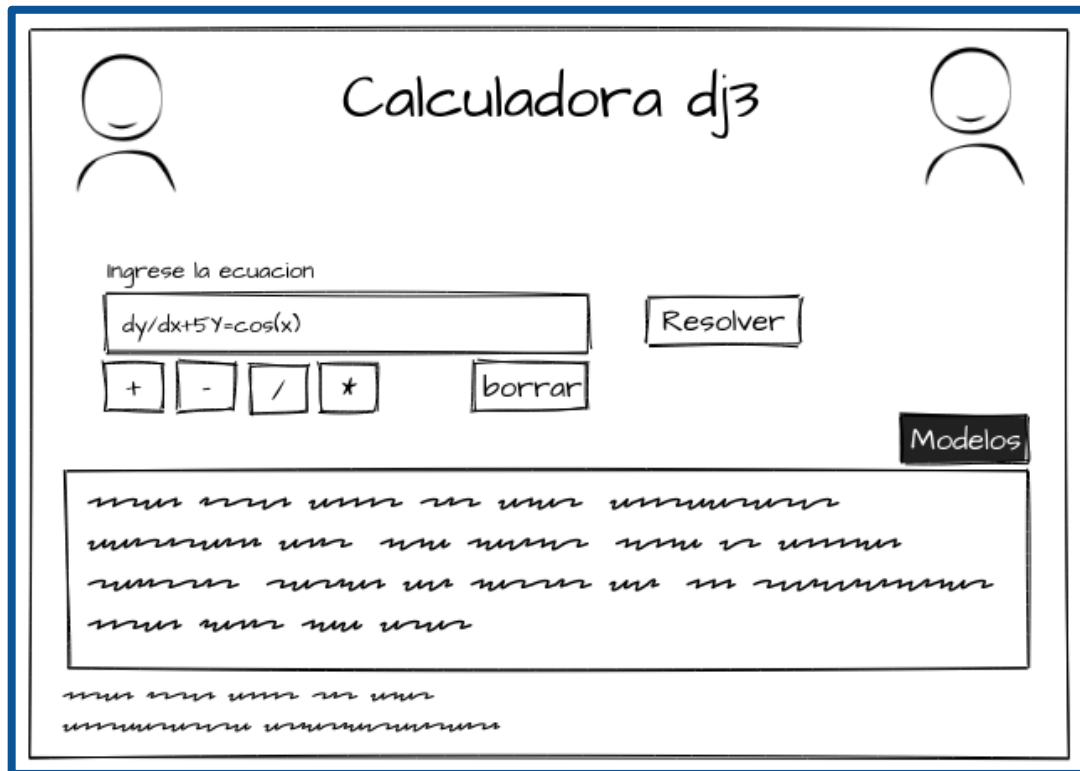 Calculadora dj3
Ingrese la ecuacion
dy/dx+5Y=cos(x)
Resolver
+ - / * borrar
Modelos